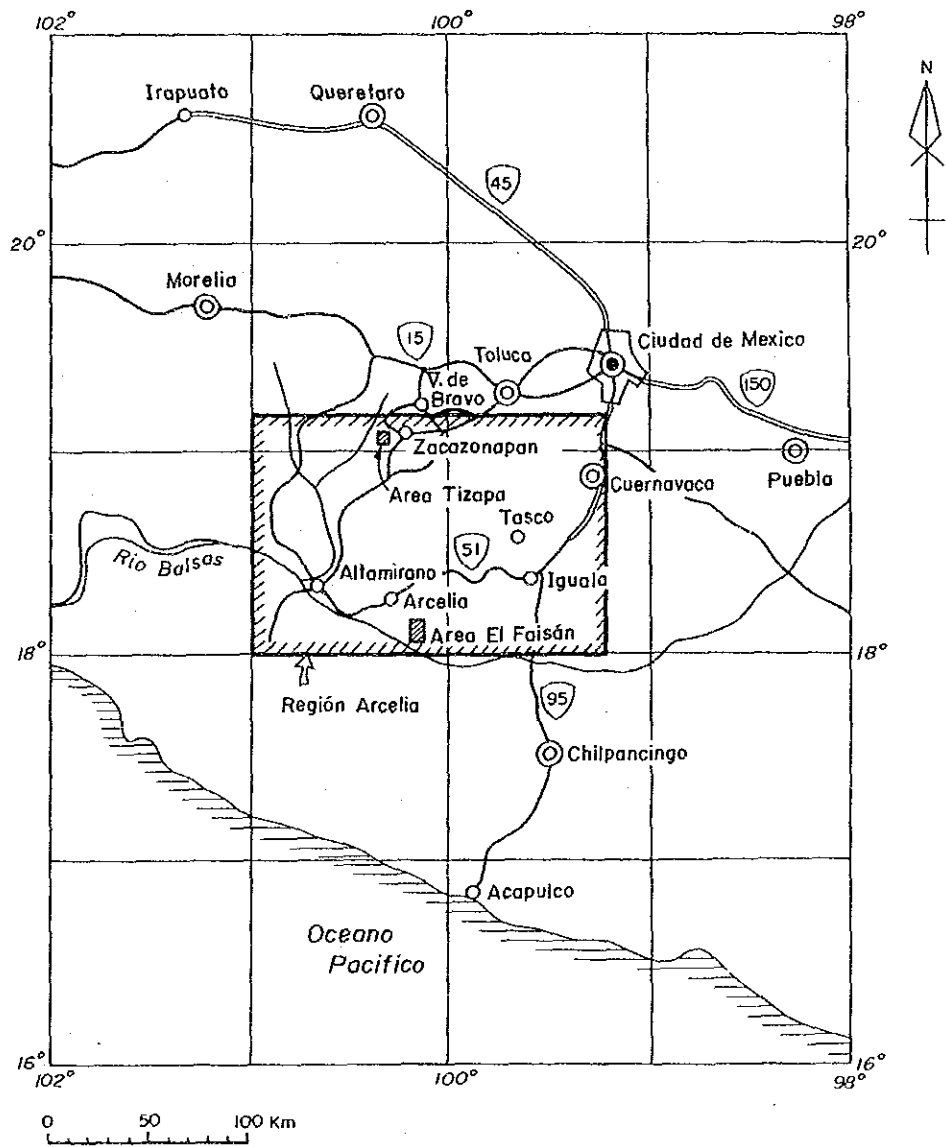 102°
100°
98°
N
Irapuato
Queretaro
45
20°
20°
Morelia
Ciudad de Mexico
15
Toluca
V. de
Bravo
150
Zacazonapan
Puebla
Area Tizapa
Cuernavaca
Tasco
51
Rio Balsas
Altamirano
Iguala
Arcelia
Area El Faisán
18°
18°
Región Arcelia
95
Chilpancingo
Acapulco
Oceano
Pacifico
16°
16°
102°
100°
98°
0 50 100 Km